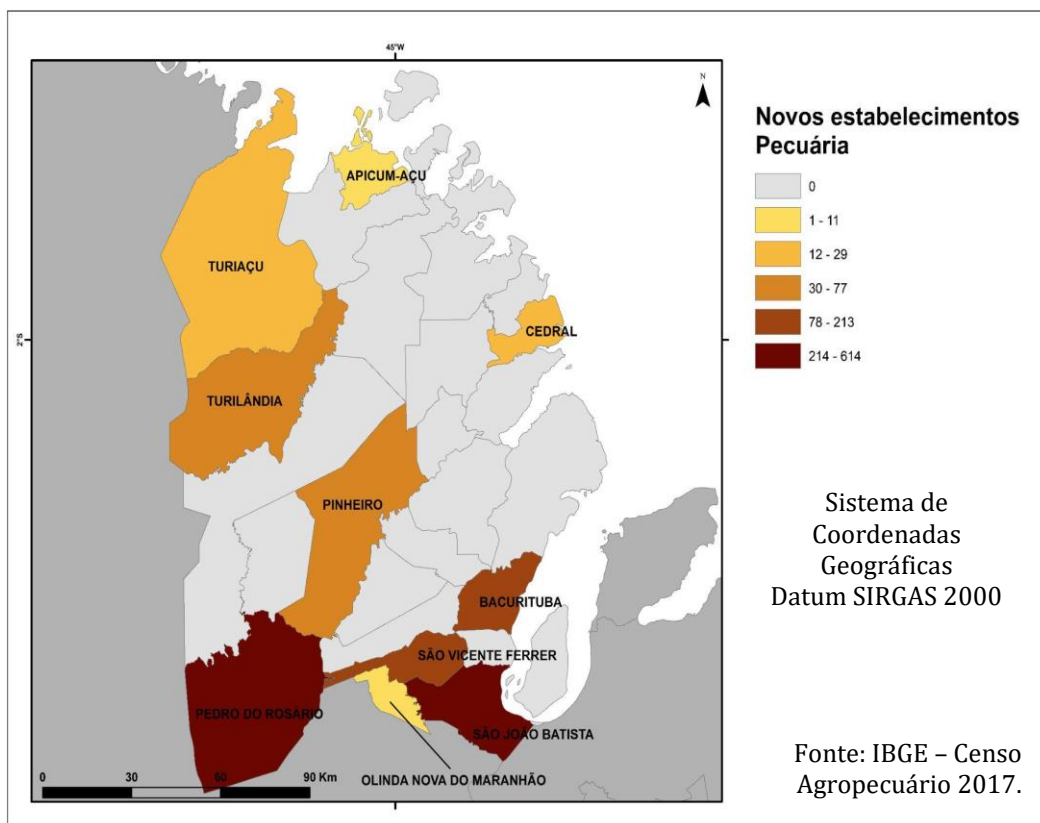 45°W
N
Novos estabelecimentos
Pecuária
0
1 - 11
12 - 29
30 - 77
78 - 213
214 - 614
APICUM-AÇU
TURIAÇU
2°S
CEDRAL
TURILÂNDIA
PINHEIRO
Sistema de
Coordenadas
Geográficas
Datum SIRGAS 2000
BACURITUBA
SÃO VICENTE FERRER
PEDRO DO ROSÁRIO
SÃO JOÃO BATISTA
OLINDA NOVA DO MARANHÃO
0 30 60 90 Km
Fonte: IBGE – Censo
Agropecuário 2017.